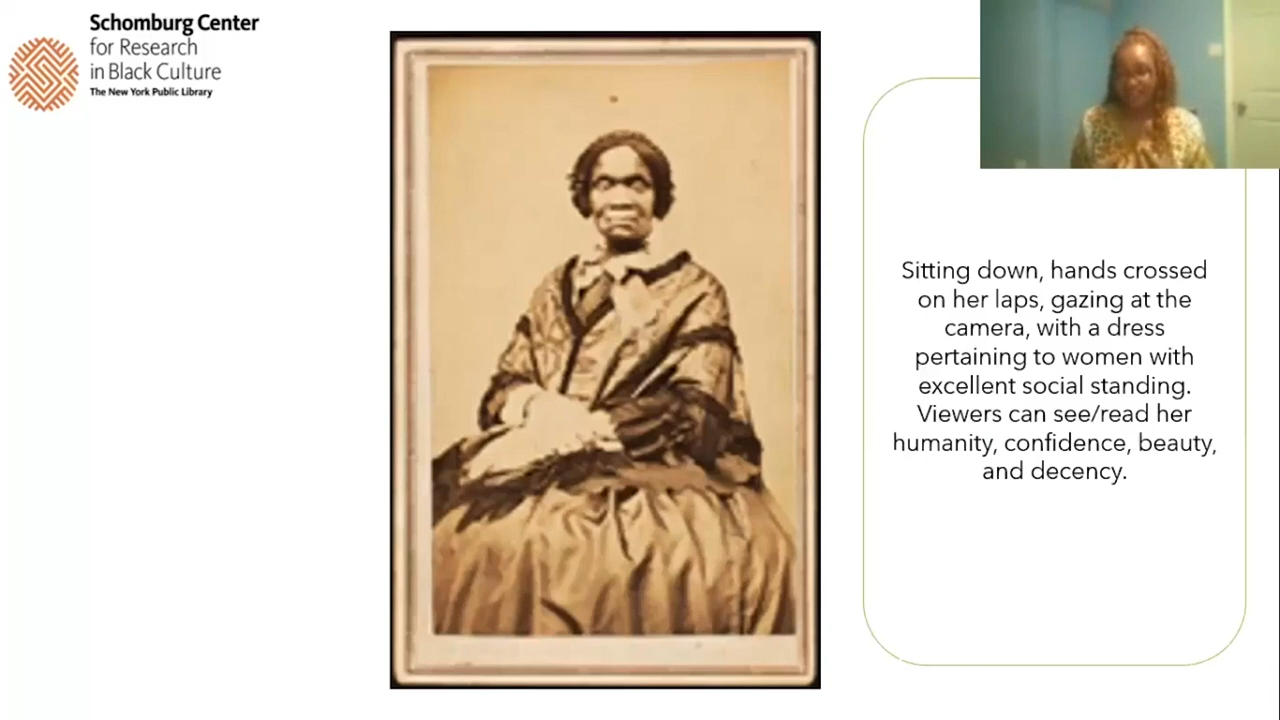 Schomburg Center
for Research
in Black Culture
The New York Public Library
Sitting down, hands crossed
on her laps, gazing at the
camera, with a dress
pertaining to women with
excellent social standing.
Viewers can see/read her
humanity, confidence, beauty,
and decency.